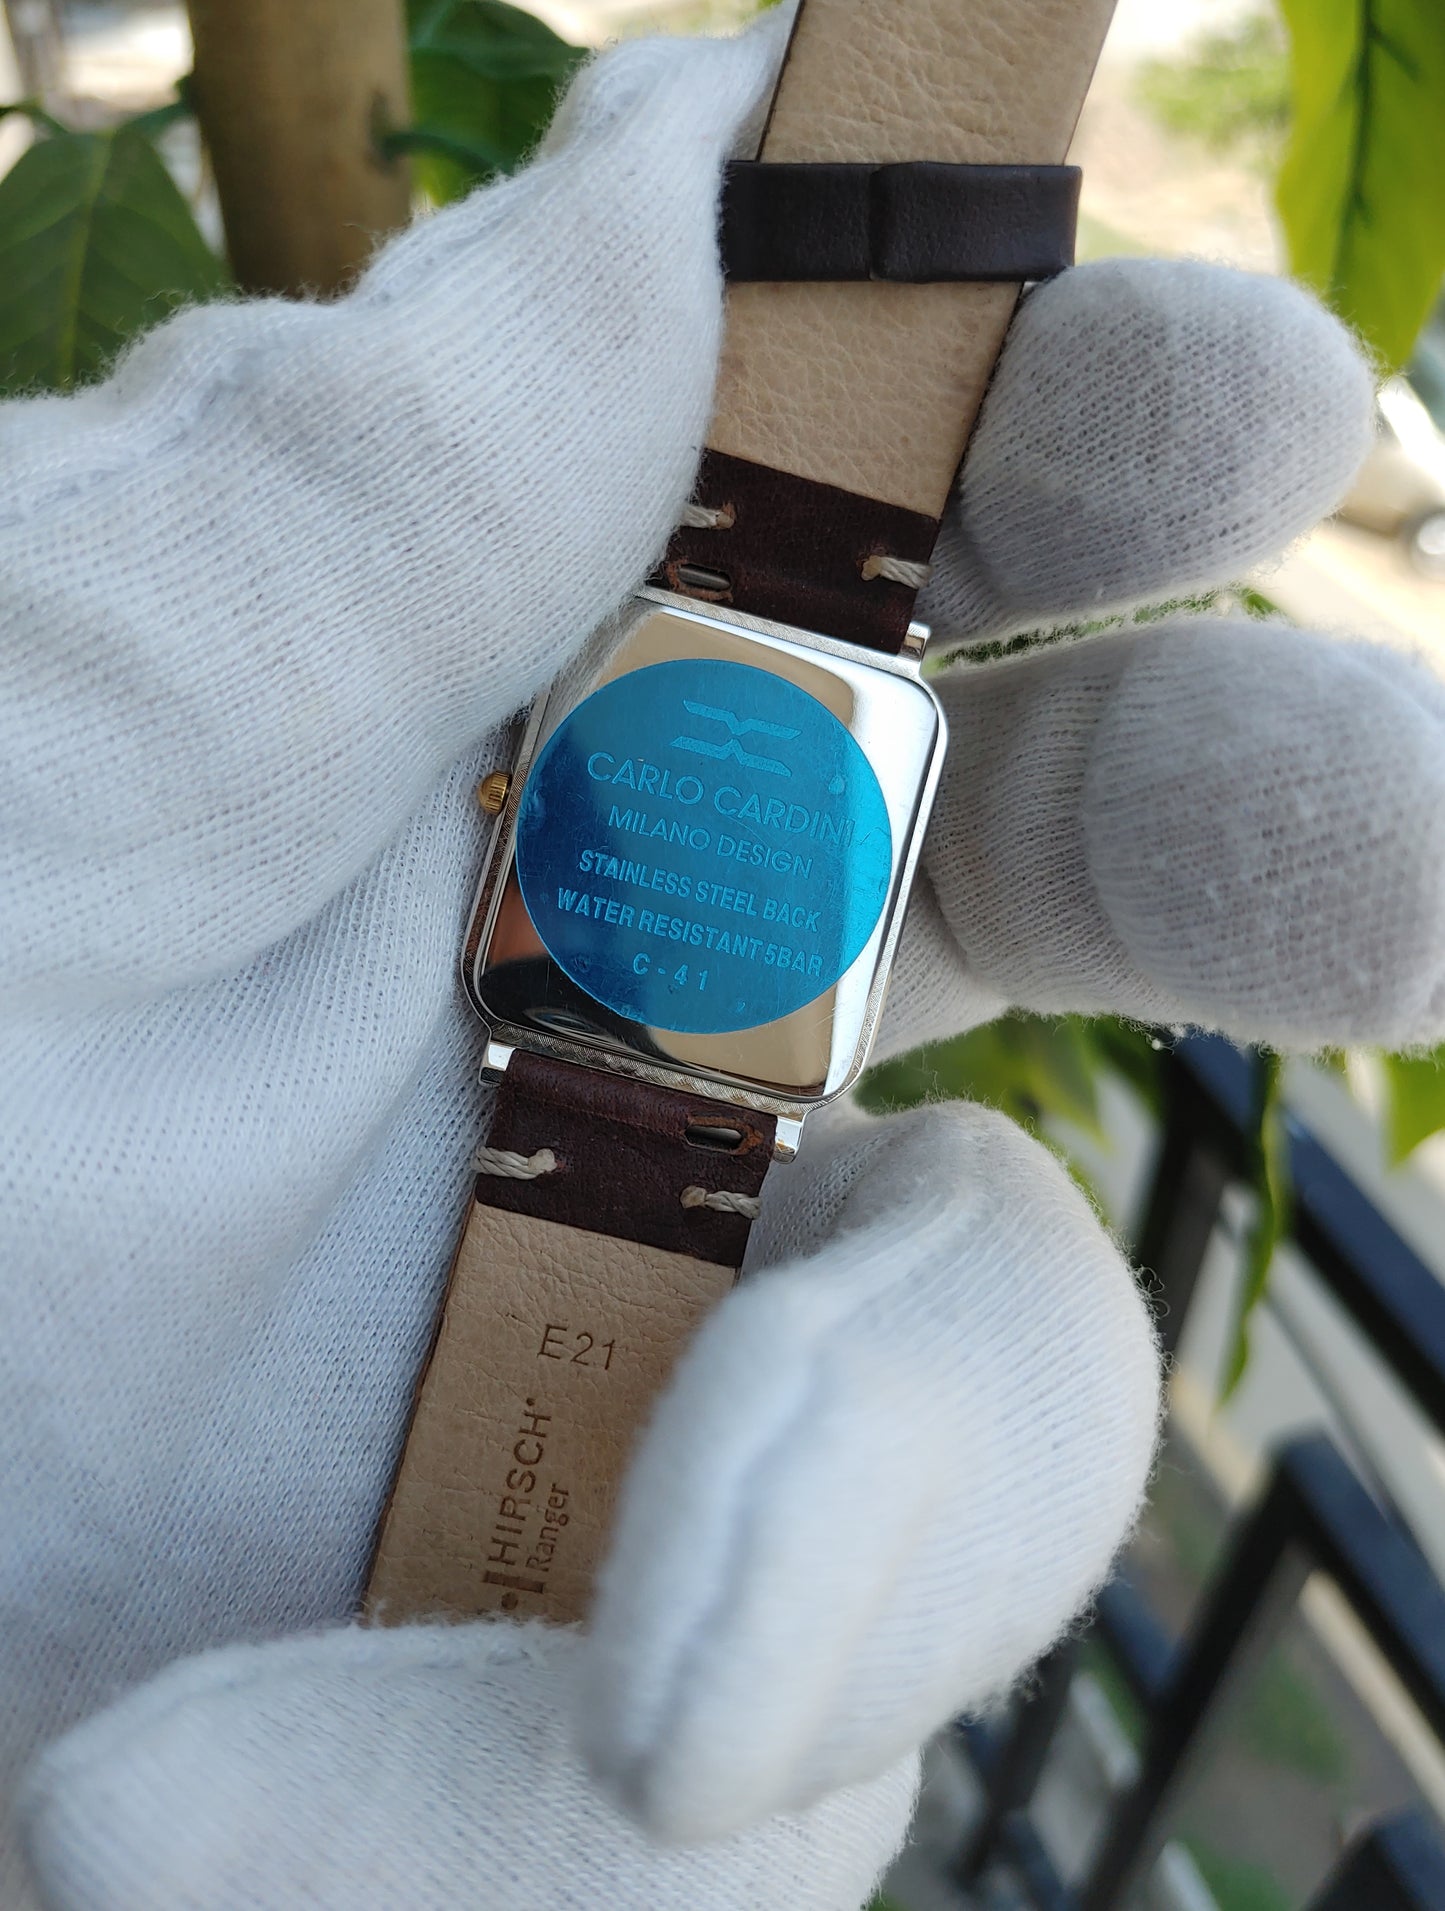 CARLO CARDINI
MILANO DESIGN
STAINLESS STEEL BACK
WATER RESISTANT 5BAR
C-41
E21
HIRSCH
Ranger